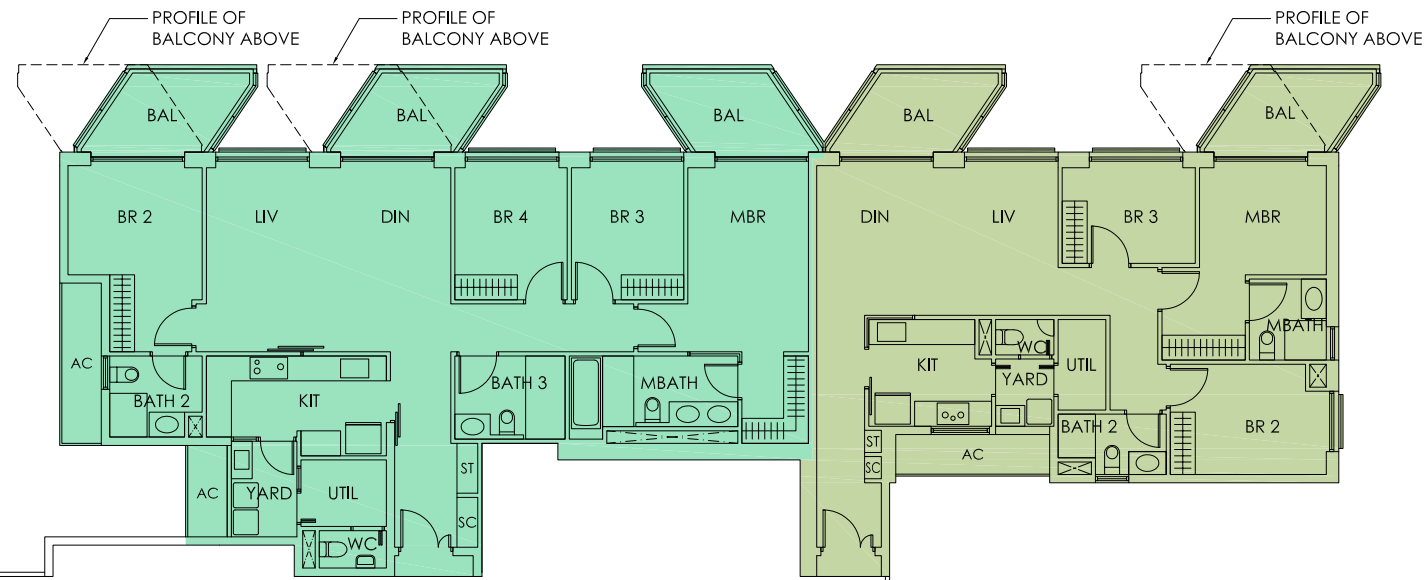 PROFILE OF
BALCONY ABOVE
PROFILE OF
BALCONY ABOVE
PROFILE OF
BALCONY ABOVE
BAL
BAL
BAL
BAL
BAL
BR 2
LIV
DIN
BR 4
BR 3
MBR
DIN
LIV
BR 3
MBR
AC
BATH 2
KIT
BATH 3
MBATH
KIT
WC
YARD
UTIL
MBATH
BATH 2
BR 2
ST
SC
AC
AC
YARD
UTIL
WC
ST
SC